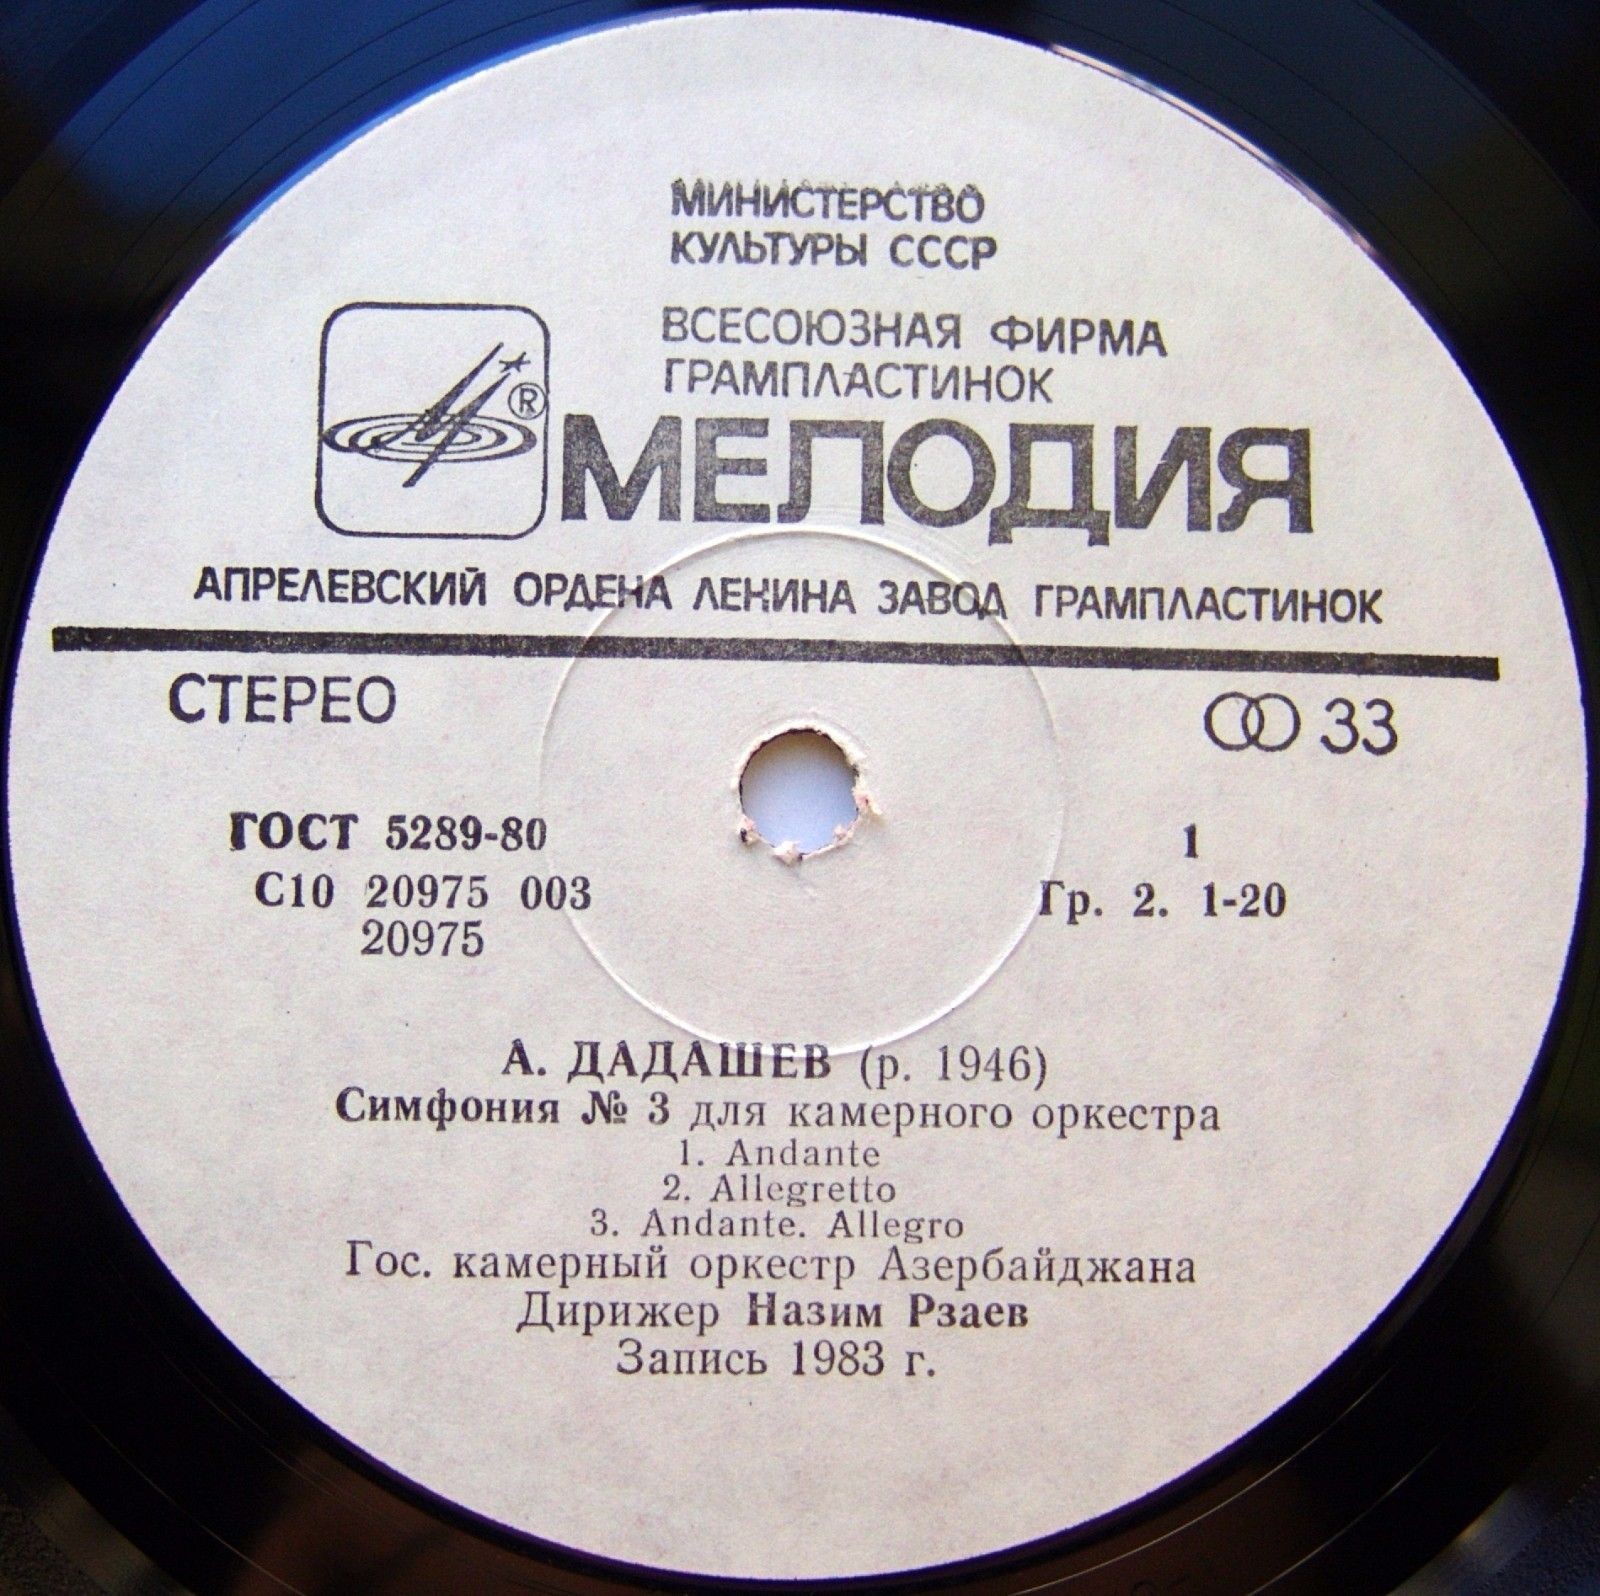 МИНИСТЕРСТВО
КУЛЬТУРЫ СССР
ВСЕСОЮЗНАЯ ФИРМА
ГРАМПЛАСТИНОК
®
МЕЛОДИЯ
АПРЕЛЕВСКИЙ ОРДЕНА ЛЕНИНА ЗАВОД ГРАМПЛАСТИНОК
СТЕРЕО
33
ГОСТ 5289-80
1
С10 20975 003
Гр. 2. 1-20
20975
А. ДАДАШЕВ (р. 1946)
Симфония № 3 для камерного оркестра
1. Andante
2. Allegretto
3. Andante. Allegro
Гос. камерный оркестр Азербайджана
Дирижер Назим Рзаев
Запись 1983 г.